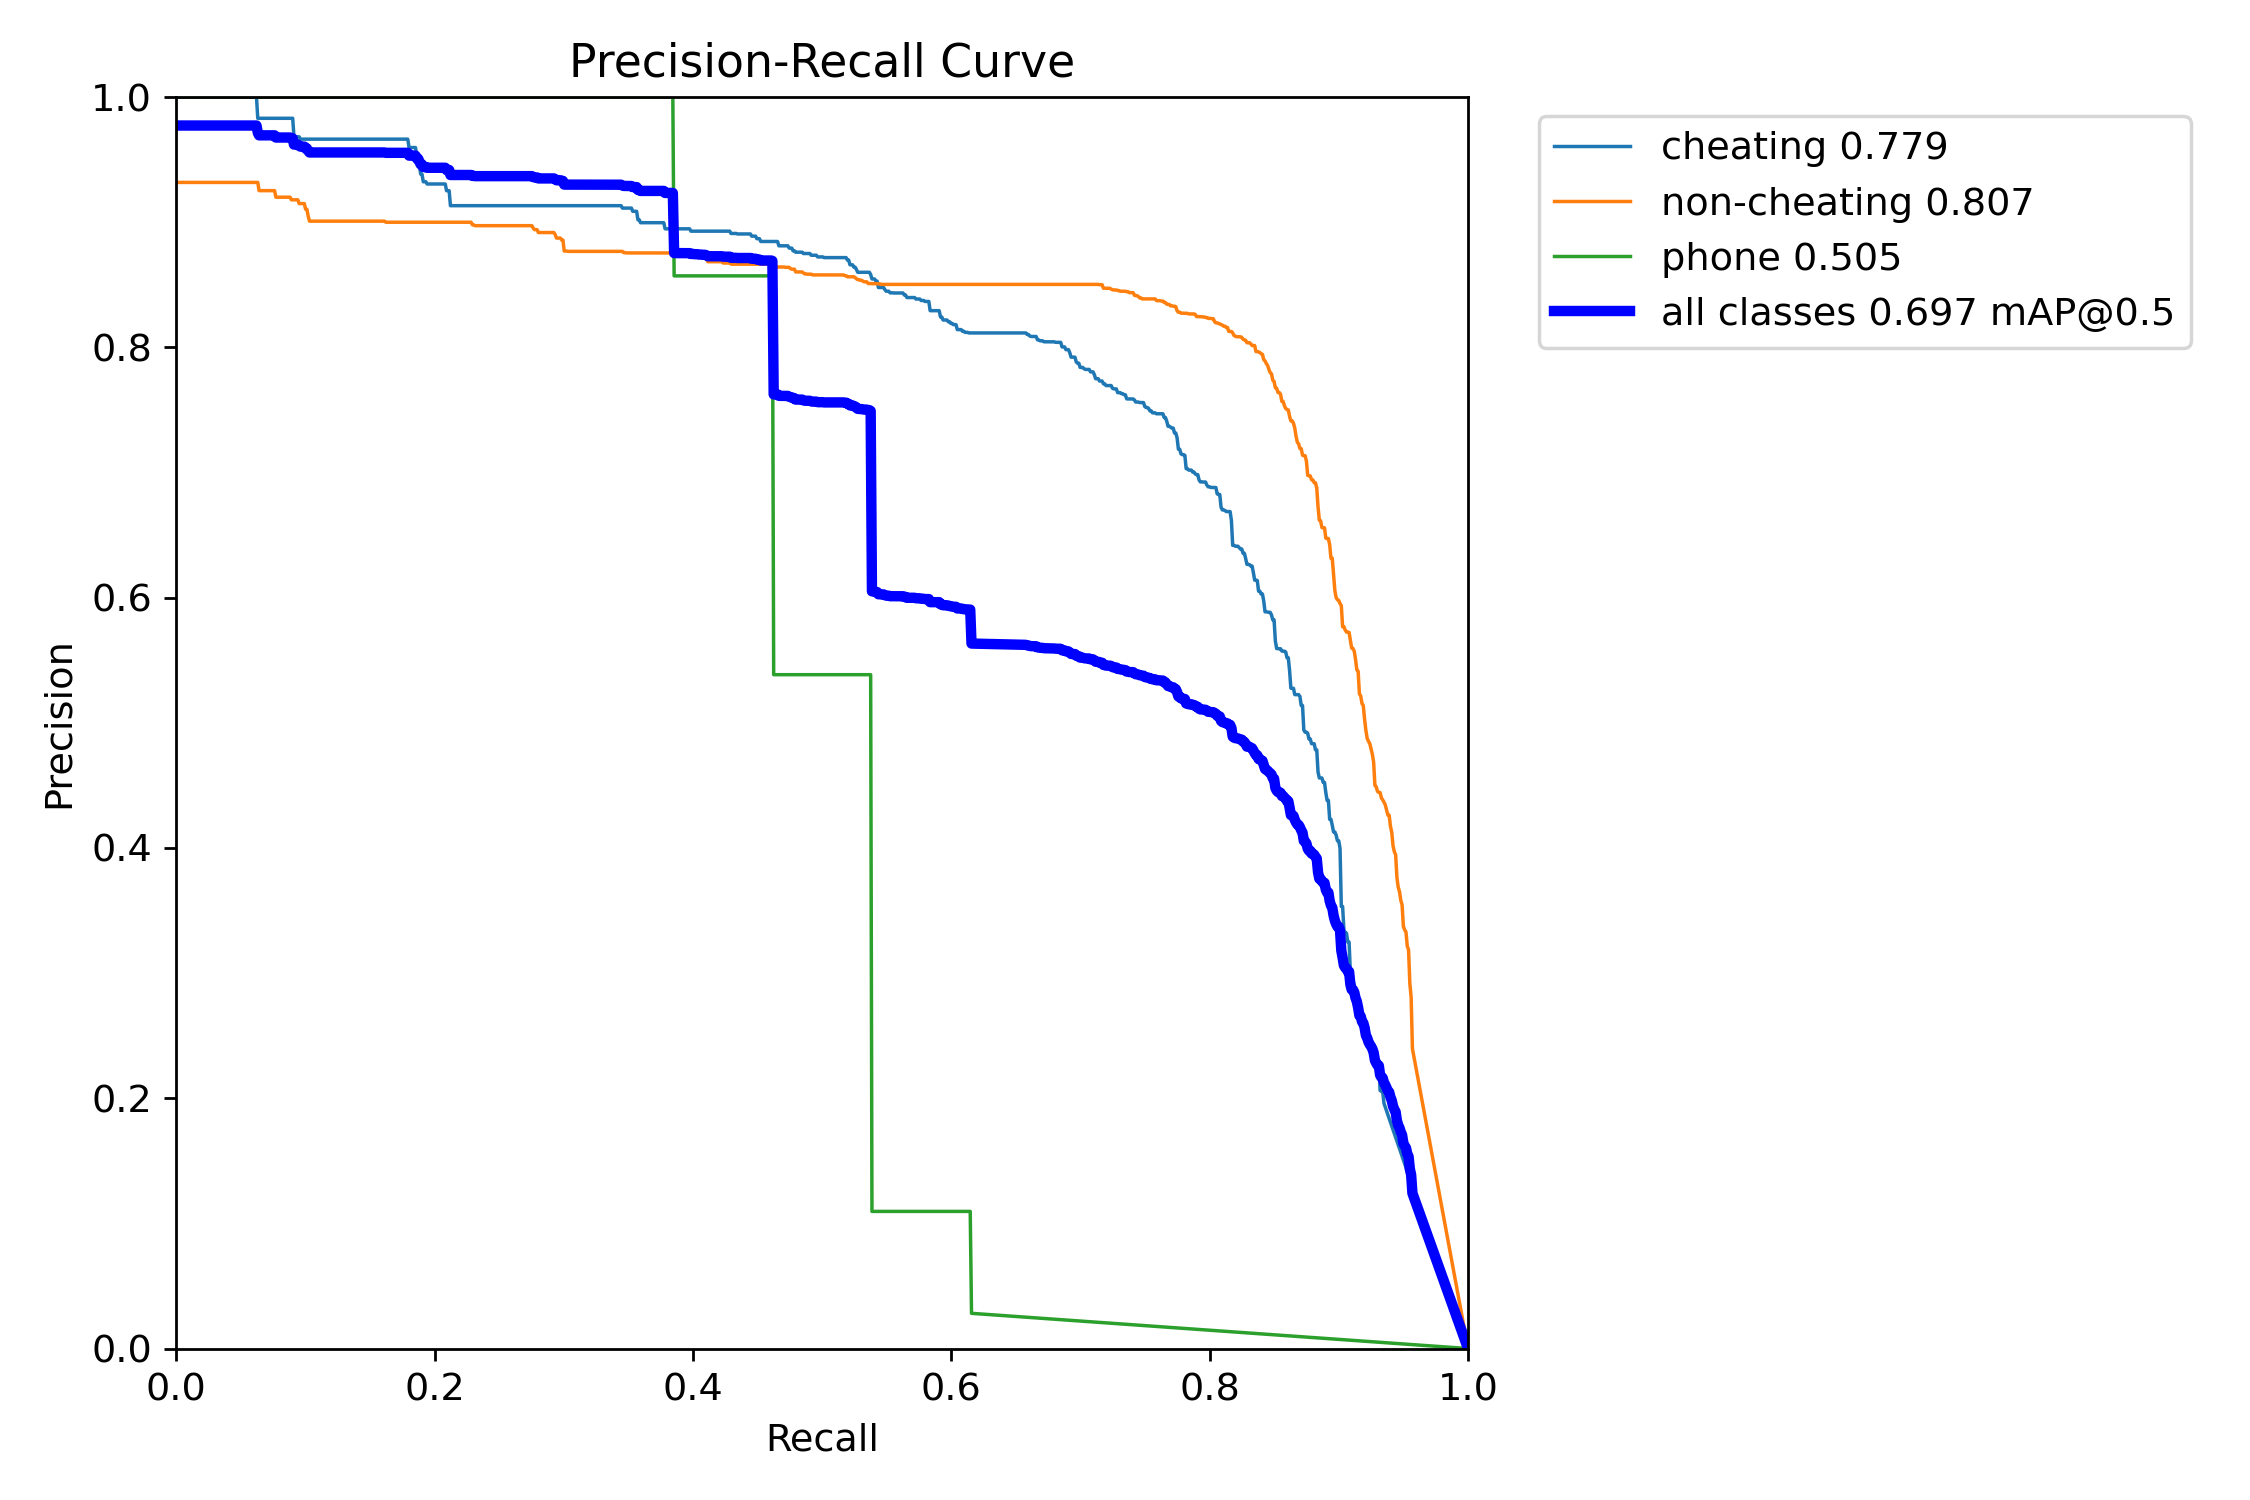 Precision-Recall Curve
1.0
0.8
0.6
0.4
0.2
0.0
Precision
0.0 0.2 0.4 0.6 0.8 1.0
Recall
cheating 0.779
non-cheating 0.807
phone 0.505
all classes 0.697 mAP@0.5